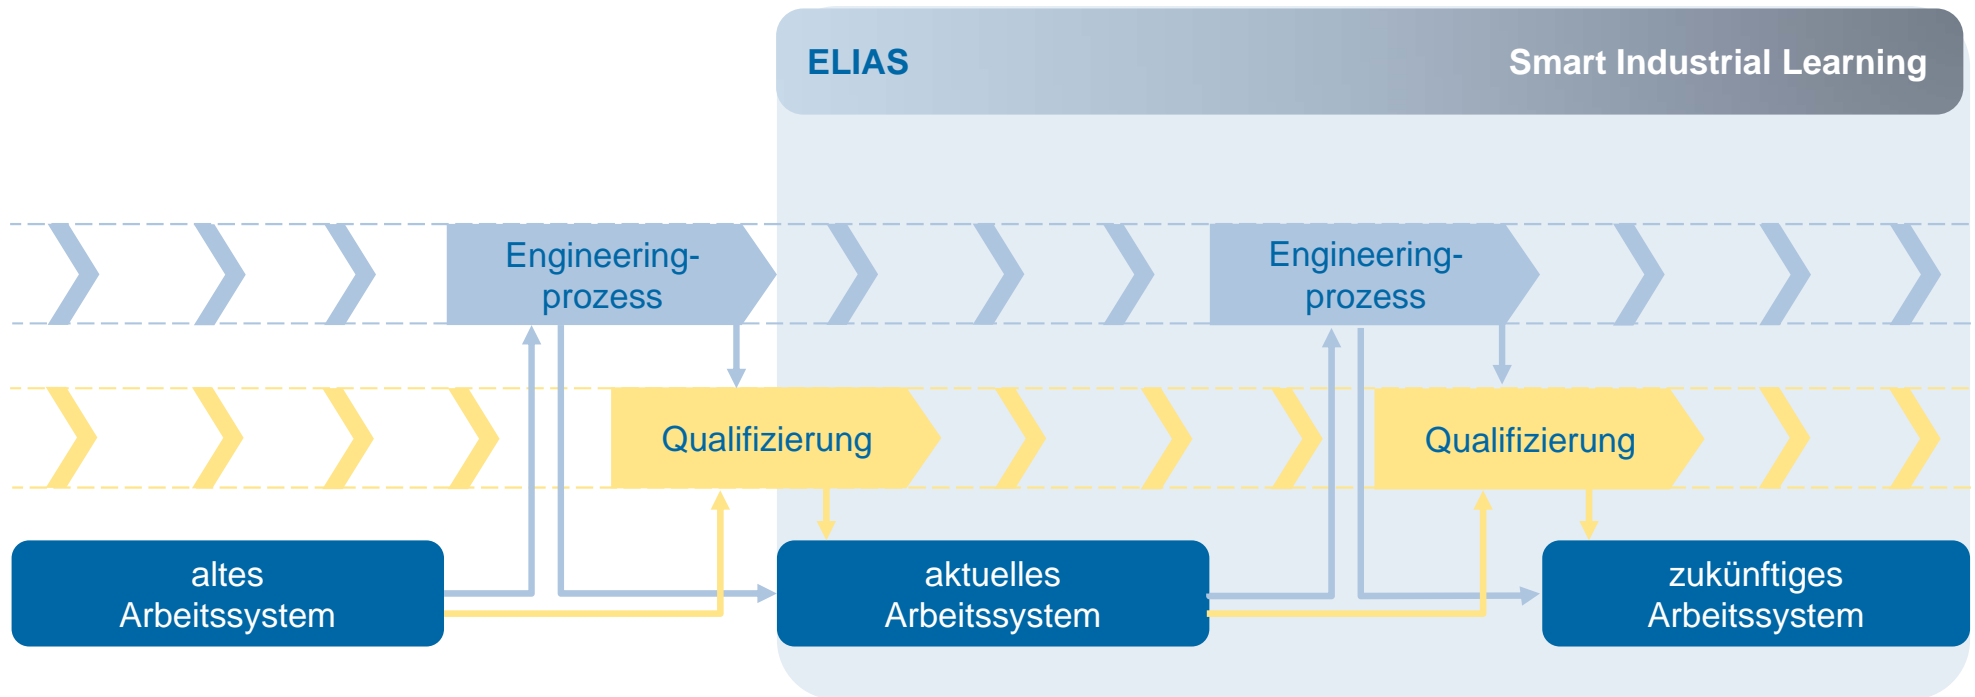 ELIAS
Smart Industrial Learning
Engineering-
prozess
Engineering-
prozess
Qualifizierung
Qualifizierung
altes
Arbeitssystem
aktuelles
Arbeitssystem
zukünftiges
Arbeitssystem